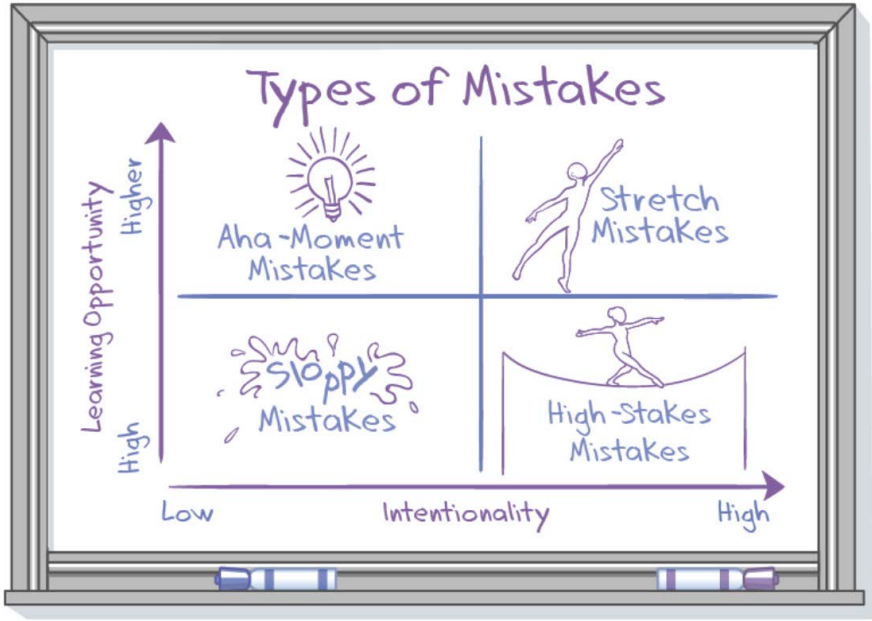 Types of Mistakes
Learning Opportunity
Higher
High
Aha-Moment
Mistakes
Stretch
Mistakes
Sloppy
Mistakes
High-Stakes
Mistakes
Low
Intentionality
High